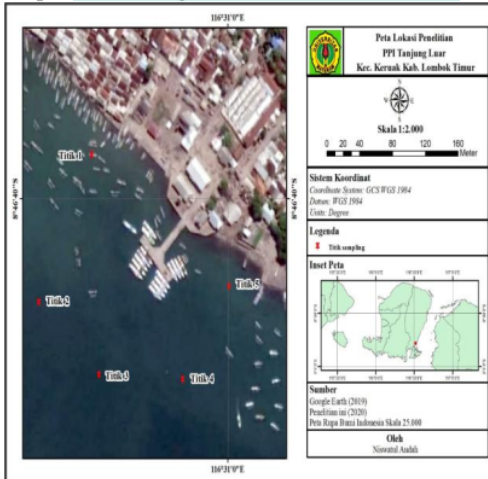 116°31'0"E
Titik 1
8°46'40"S
Titik 2
Titik 5
Titik 3
Titik 4
8°46'40"S
116°31'0"E
Peta Lokasi Penelitian
PPI Tanjung Luar
Kec. Keruak Kab. Lombok Timur
N
W
E
S
Skala 1:2.000
0 20 40 80 120 160
Meter
Sistem Koordinat
Coordinate System: GCS WGS 1984
Datum: WGS 1984
Units: Degree
Legenda
Titik sampling
Inset Peta
Sumber
Google Earth (2019)
Penelitian ini (2020)
Peta Rupa Bumi Indonesia Skala 25.000
Oleh